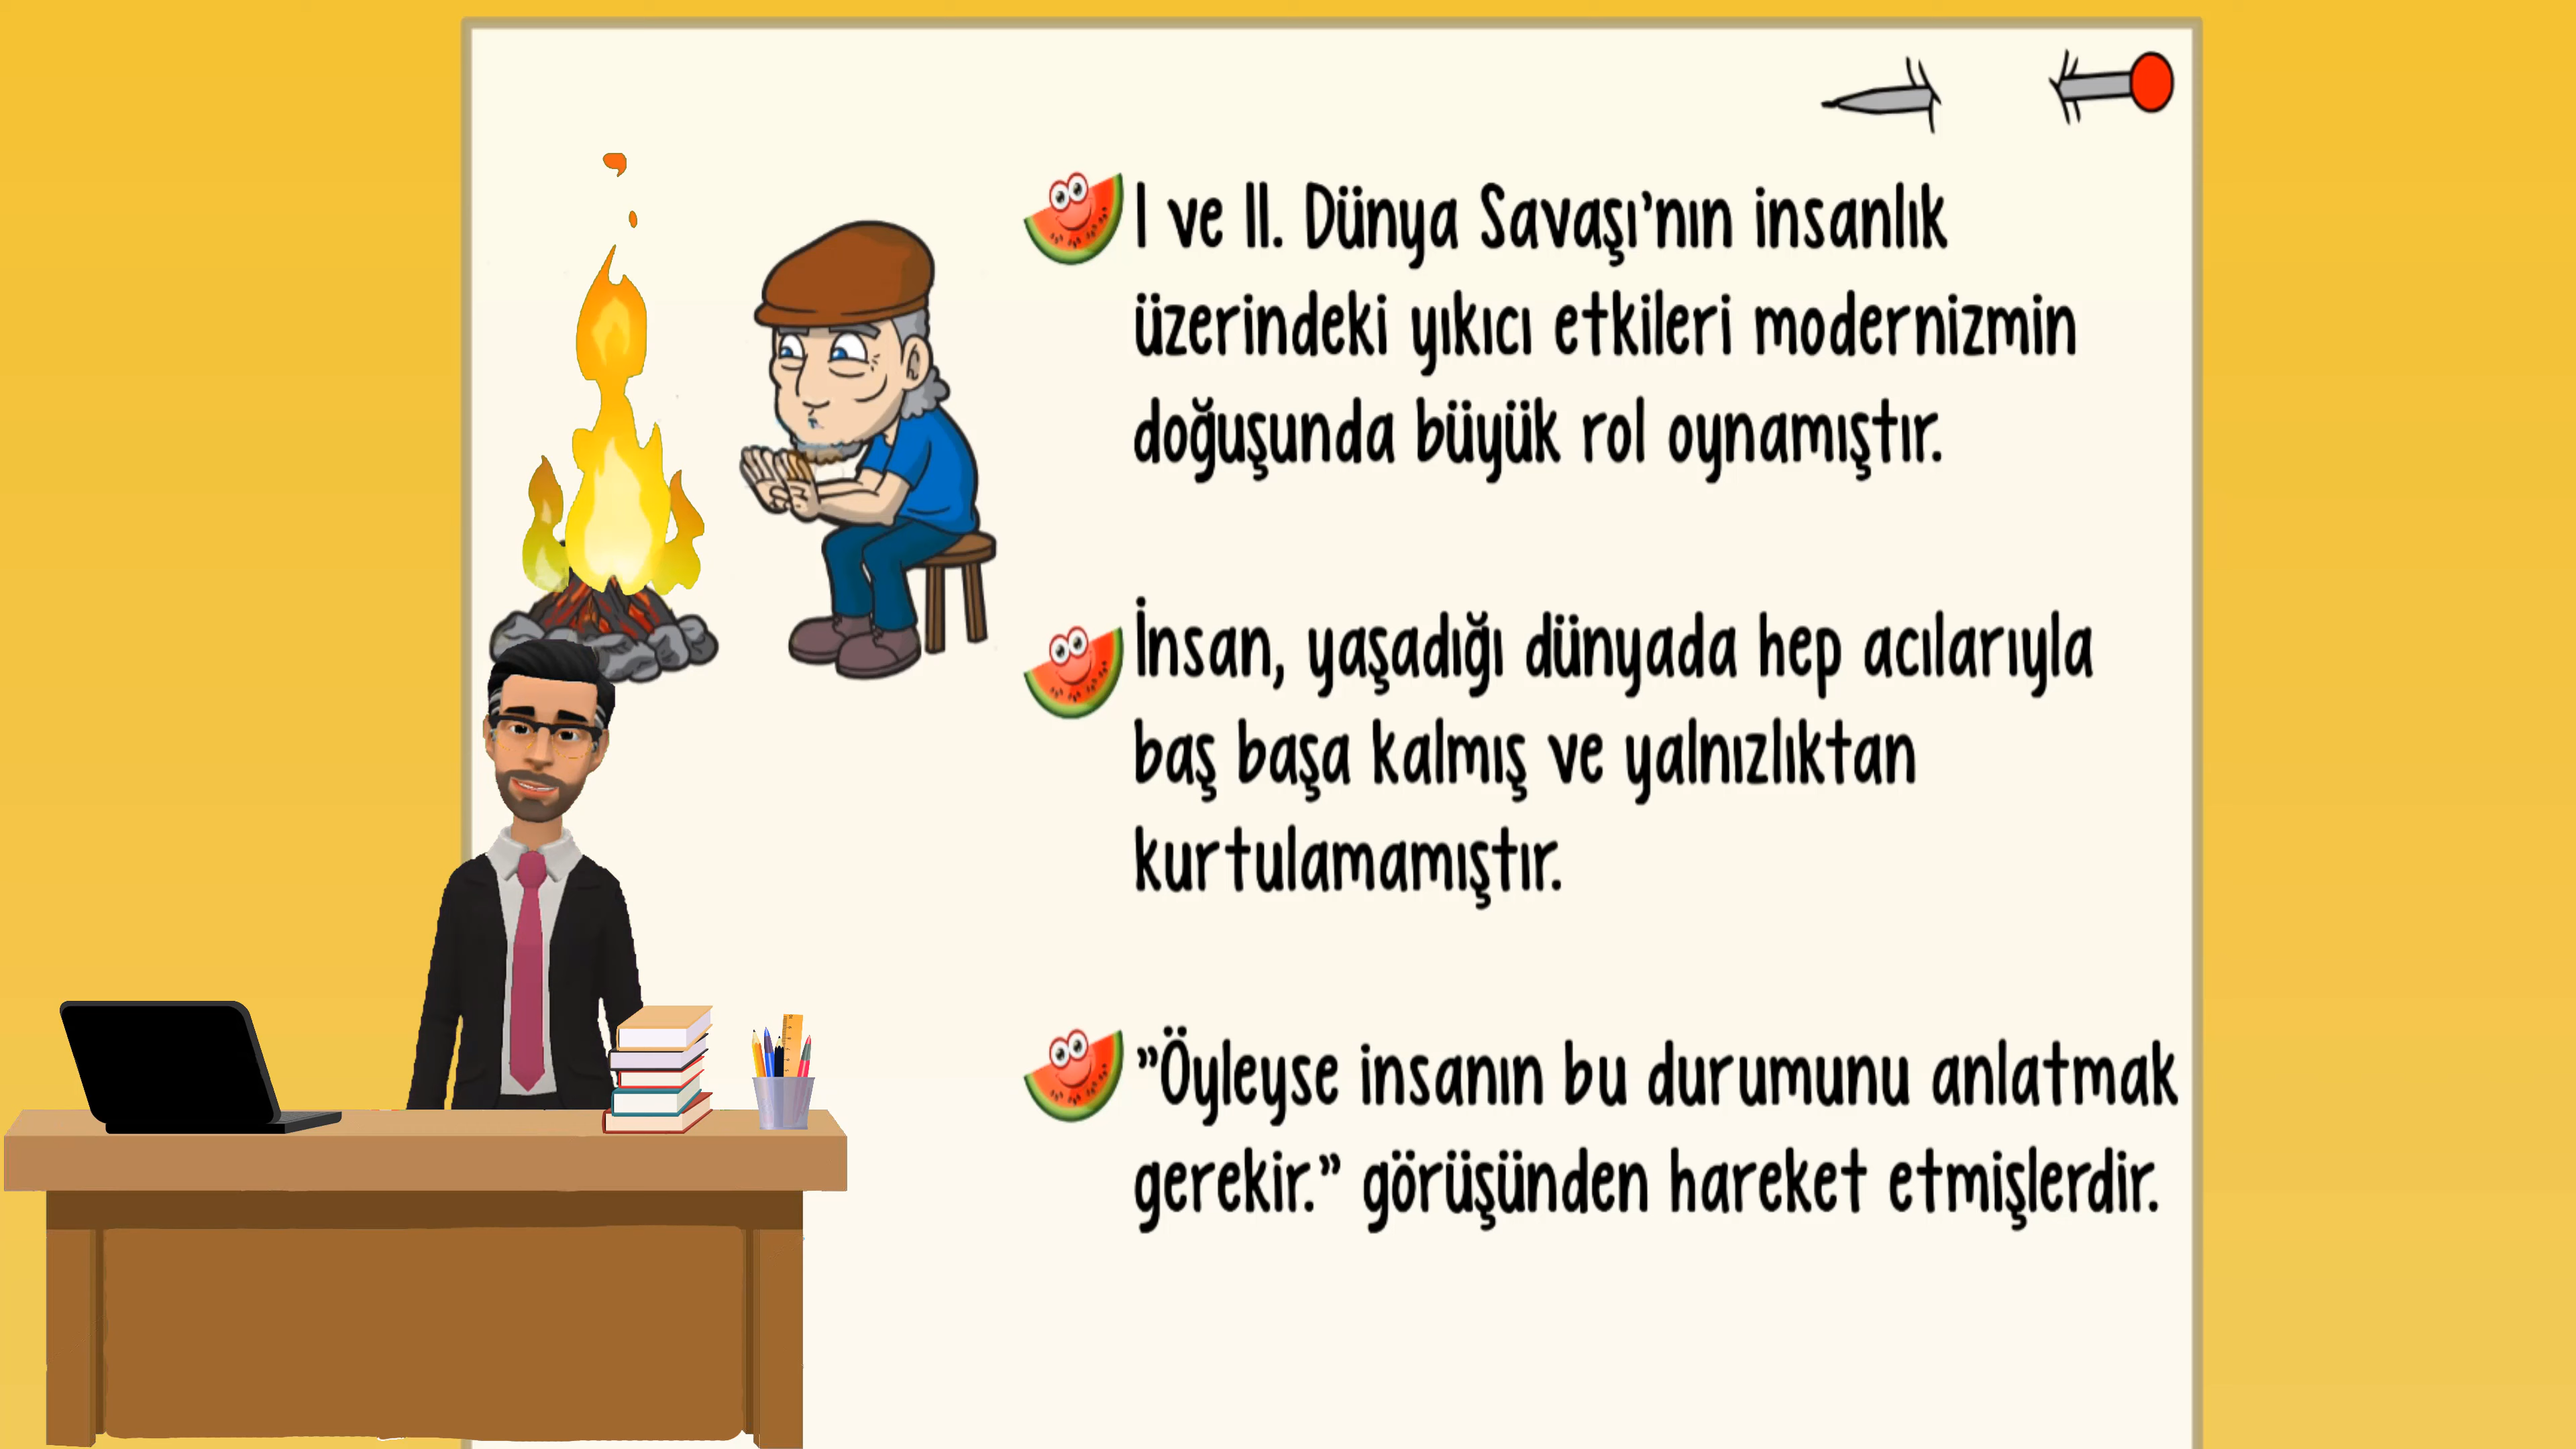 I ve II. Dünya Savaşı’nın insanlık
üzerindeki yıkıcı etkileri modernizmin
doğuşunda büyük rol oynamıştır.
İnsan, yaşadığı dünyada hep acılarıyla
baş başa kalmış ve yalnızlıktan
kurtulamamıştır.
”Öyleyse insanın bu durumunu anlatmak
gerekir.” görüşünden hareket etmişlerdir.